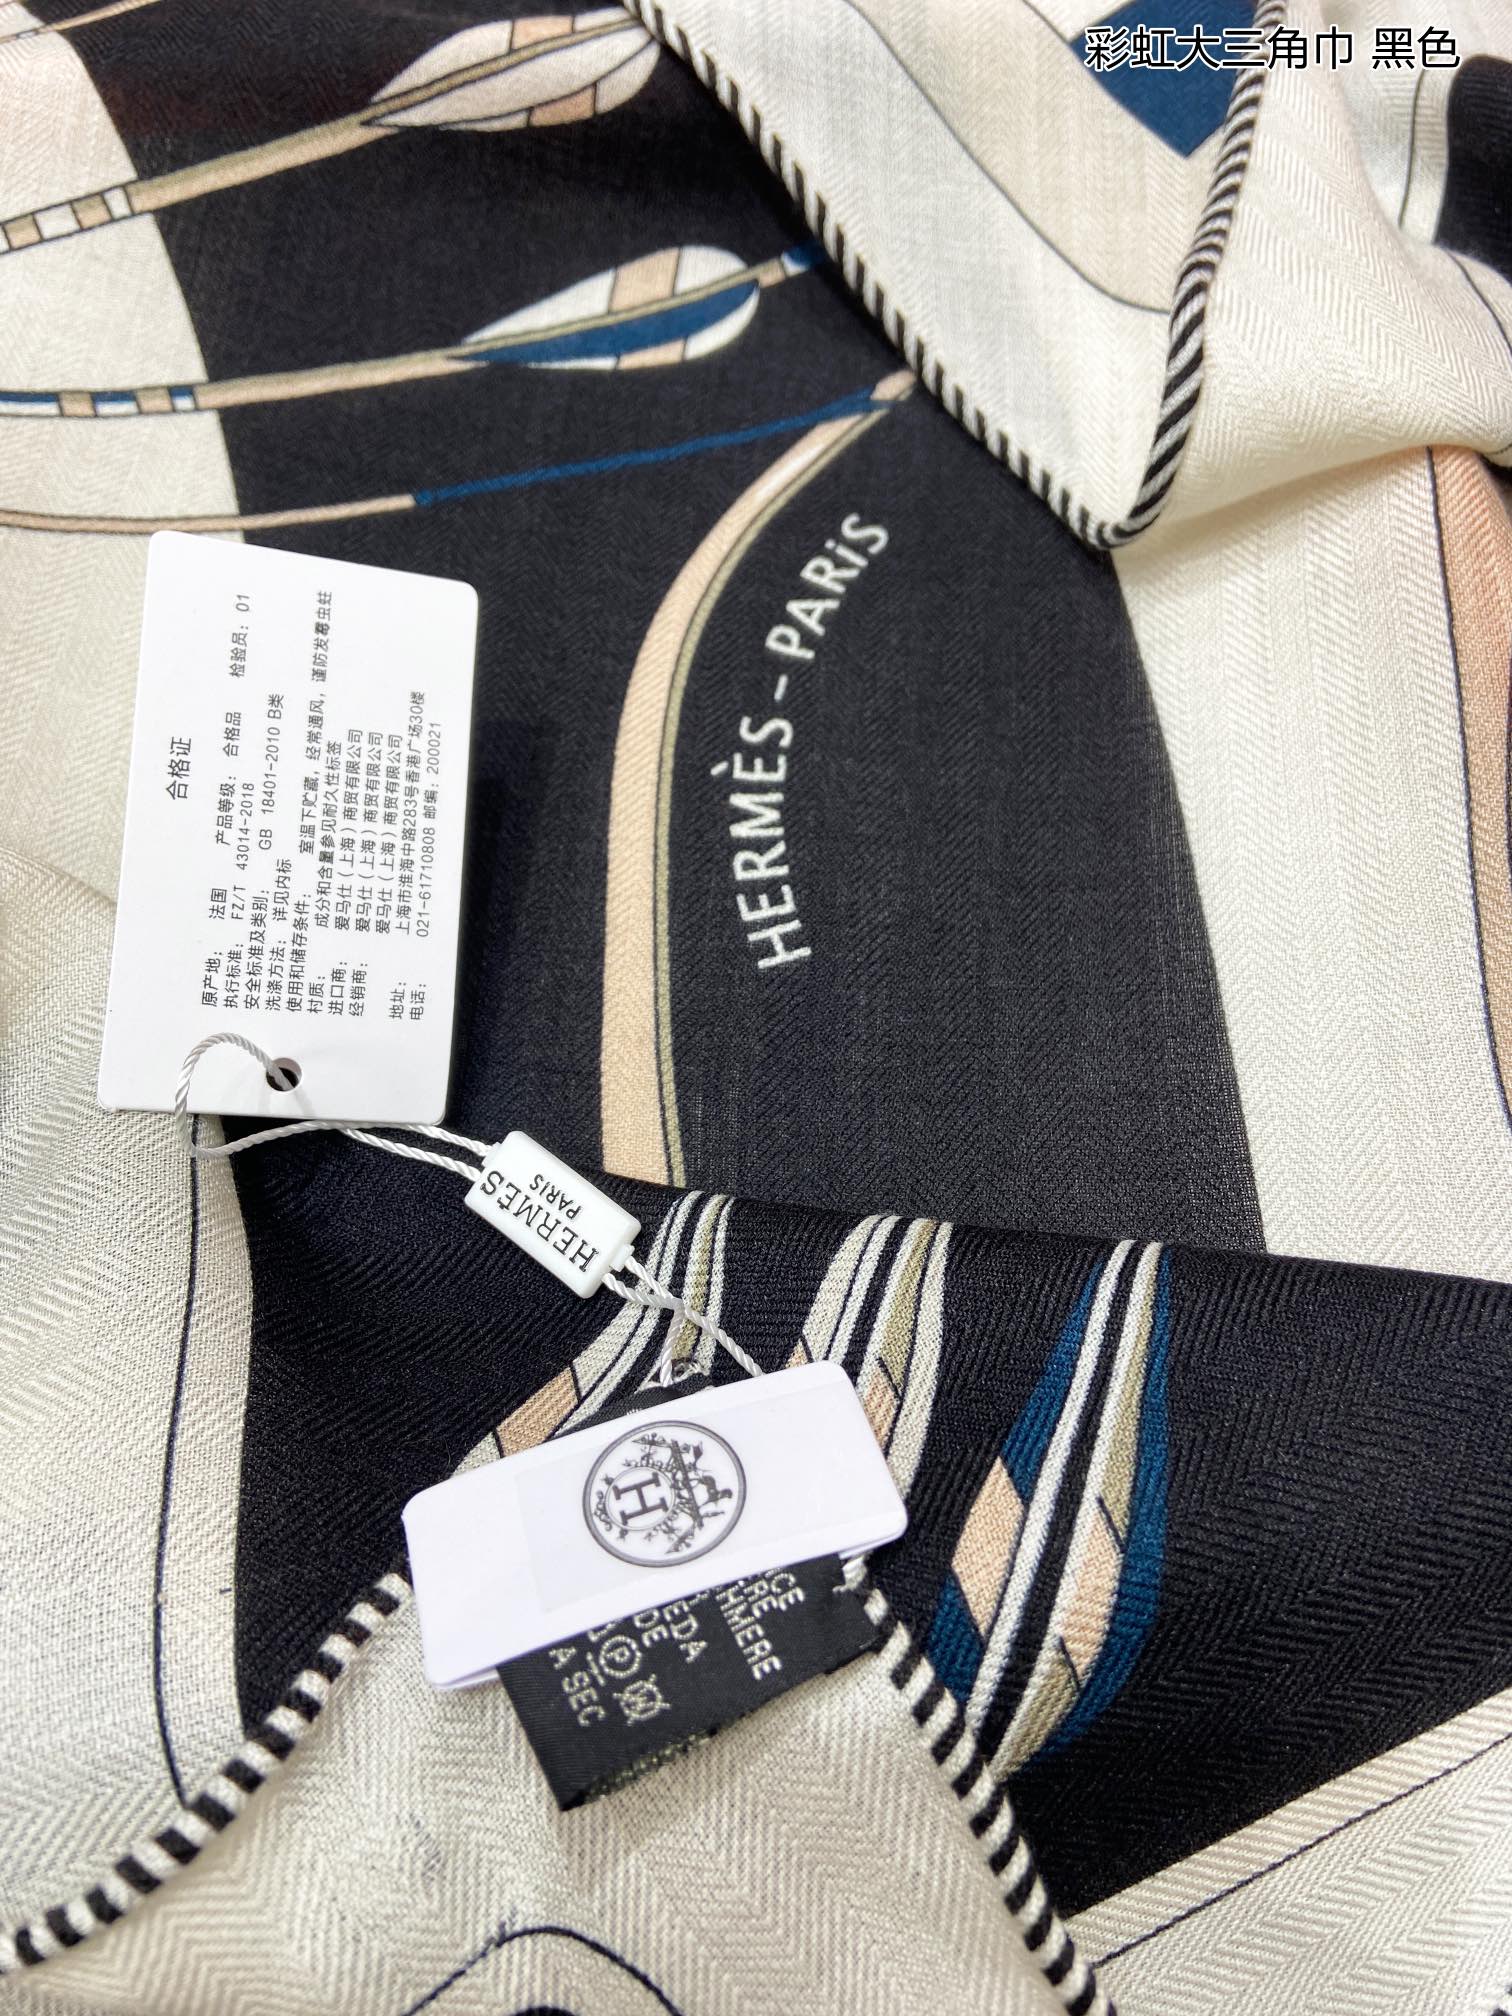 彩虹大三角巾 黑色
HERMÈS-PARiS
合格证
原产地： 法国 产品等级： 合格品 检验员：01
执行标准： FZ/T 43014-2018
安全标准及类别： GB 18401-2010 B类
洗涤方法： 详见内标
使用和储存条件： 室温下贮藏，经常通风，谨防发霉虫蛀
材质： 成分和含量参见耐久性标签
进口商： 爱马仕（上海）商贸有限公司
经销商： 爱马仕（上海）商贸有限公司
爱马仕（上海）商贸有限公司
地址： 上海市淮海中路283号香港广场30楼
电话： 021-61710808 邮编：200021
HERMÈS
PARIS
H
A SEC